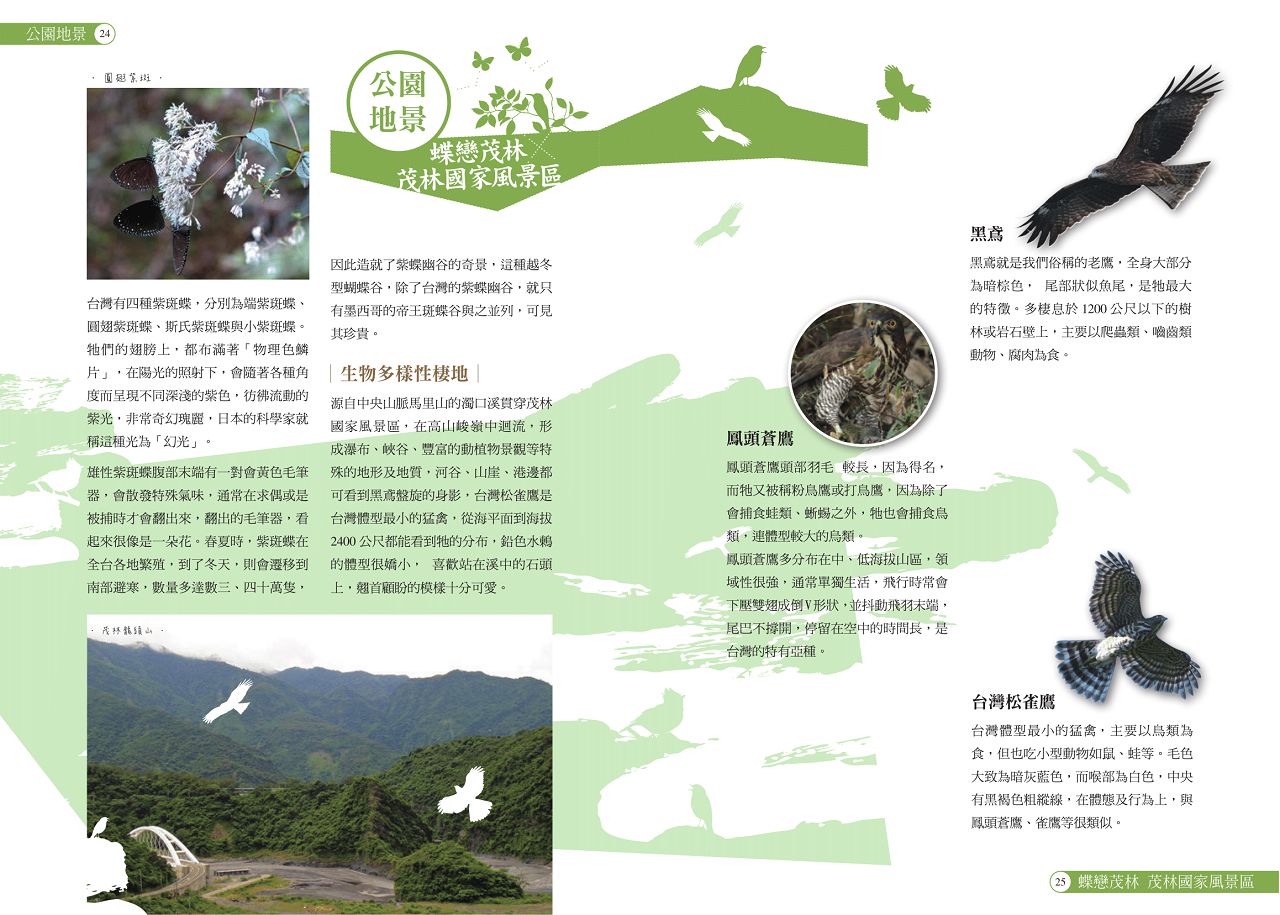 公園地景 24
· 圓翅紫斑 ·
台灣有四種紫斑蝶，分別為端紫斑蝶、
圓翅紫斑蝶、斯氏紫斑蝶與小紫斑蝶。
牠們的翅膀上，都布滿著「物理色鱗
片」，在陽光的照射下，會隨著各種角
度而呈現不同深淺的紫色，彷彿流動的
紫光，非常奇幻瑰麗，日本的科學家就
稱這種光為「幻光」。
雄性紫斑蝶腹部末端有一對會黃色毛筆
器，會散發特殊氣味，通常在求偶或是
被捕時才會翻出來，翻出的毛筆器，看
起來很像是一朵花。春夏時，紫斑蝶在
全台各地繁殖，到了冬天，則會遷移到
南部避寒，數量多達數三、四十萬隻，
公園
地景
蝶戀茂林
茂林國家風景區
因此造就了紫蝶幽谷的奇景，這種越冬
型蝴蝶谷，除了台灣的紫蝶幽谷，就只
有墨西哥的帝王斑蝶谷與之並列，可見
其珍貴。
生物多樣性棲地
源自中央山脈馬里山的濁口溪貫穿茂林
國家風景區，在高山峻嶺中迴流，形
成瀑布、峽谷、豐富的動植物景觀等特
殊的地形及地質，河谷、山崖、港邊都
可看到黑鳶盤旋的身影，台灣松雀鷹是
台灣體型最小的猛禽，從海平面到海拔
2400 公尺都能看到牠的分布，鉛色水鶇
的體型很嬌小， 喜歡站在溪中的石頭
上，翹首顧盼的模樣十分可愛。
· 茂林龍頭山 ·
鳳頭蒼鷹
鳳頭蒼鷹頭部羽毛 較長，因為得名，
而牠又被稱粉鳥鷹或打鳥鷹，因為除了
會捕食蛙類、蜥蜴之外，牠也會捕食鳥
類，連體型較大的鳥類。
鳳頭蒼鷹多分布在中、低海拔山區，領
域性很強，通常單獨生活，飛行時常會
下壓雙翅成倒V形狀，並抖動飛羽末端，
尾巴不撐開，停留在空中的時間長，是
台灣的特有亞種。
黑鳶
黑鳶就是我們俗稱的老鷹，全身大部分
為暗棕色， 尾部狀似魚尾，是牠最大
的特徵。多棲息於 1200 公尺以下的樹
林或岩石壁上，主要以爬蟲類、嚙齒類
動物、腐肉為食。
台灣松雀鷹
台灣體型最小的猛禽，主要以鳥類為
食，但也吃小型動物如鼠、蛙等。毛色
大致為暗灰藍色，而喉部為白色，中央
有黑褐色粗縱線，在體態及行為上，與
鳳頭蒼鷹、雀鷹等很類似。
25 蝶戀茂林 茂林國家風景區